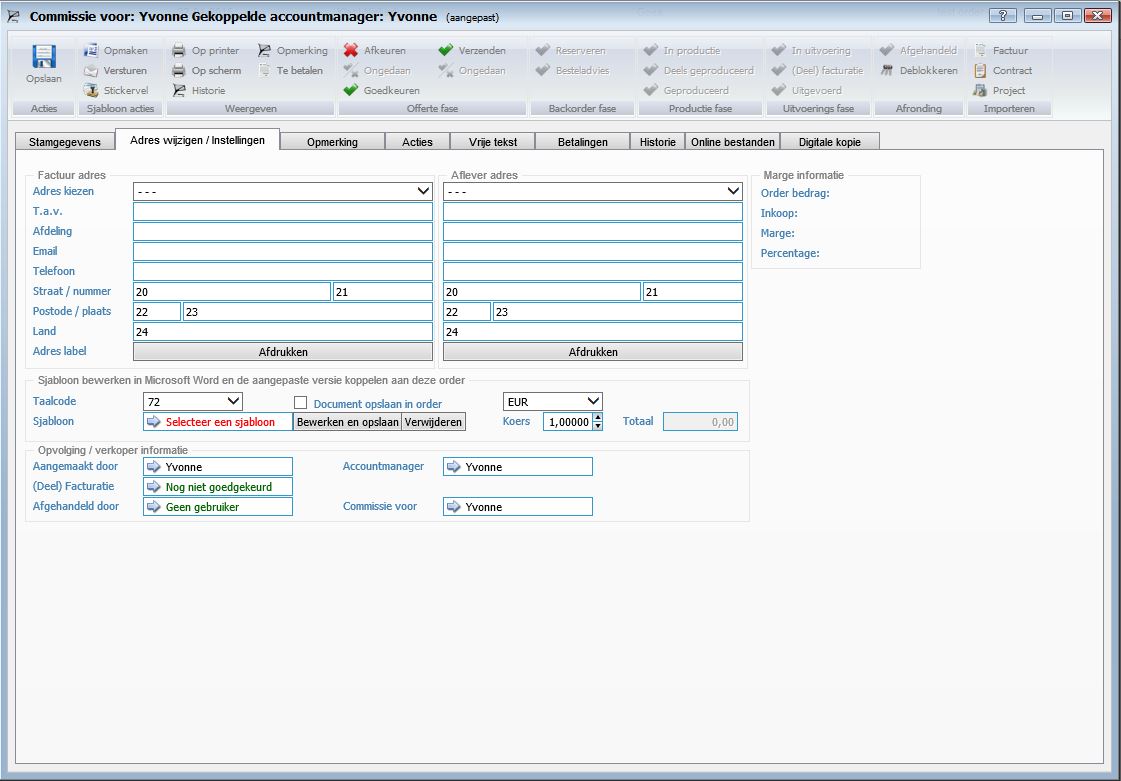 Commissie voor: Yvonne Gekoppelde accountmanager: Yvonne (aangepast)
Opslaan
Acties
Opmaken
Versturen
Stickervel
Sjabloon acties
Op printer Opmerking
Op scherm Te betalen
Historie
Weergeven
Afkeuren Verzenden
Ongedaan Ongedaan
Goedkeuren
Offerte fase
Reserveren
Besteladvies
Backorder fase
In productie
Deels geproduceerd
Geproduceerd
Productie fase
In uitvoering
(Deel) facturatie
Uitgevoerd
Uitvoerings fase
Afgehandeld
Deblokkeren
Afronding
Factuur
Contract
Project
Importeren
Stamgegevens Adres wijzigen / Instellingen Opmerking Acties Vrije tekst Betalingen Historie Online bestanden Digitale kopie
Factuur adres Aflever adres Marge informatie
Adres kiezen --- --- Order bedrag:
T.a.v. Inkoop:
Afdeling Marge:
Email Percentage:
Telefoon
Straat / nummer 20 21 20 21
Postode / plaats 22 23 22 23
Land 24 24
Adres label Afdrukken Afdrukken
Sjabloon bewerken in Microsoft Word en de aangepaste versie koppelen aan deze order
Taalcode 72 Document opslaan in order EUR
Sjabloon Selecteer een sjabloon Bewerken en opslaan Verwijderen Koers 1,00000 Totaal 0,00
Opvolging / verkoper informatie
Aangemaakt door Yvonne Accountmanager Yvonne
(Deel) Facturatie Nog niet goedgekeurd
Afgehandeld door Geen gebruiker Commissie voor Yvonne